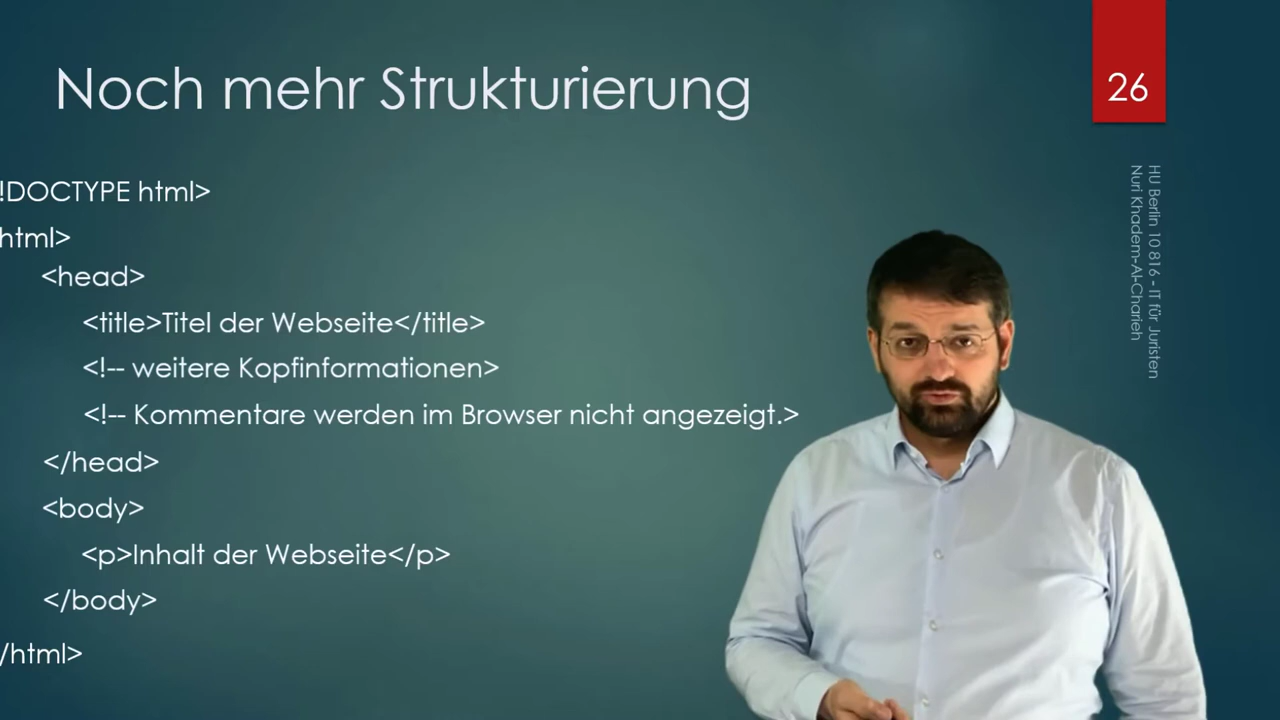 Noch mehr Strukturierung
26
!DOCTYPE html>
html>
<head>
<title>Titel der Webseite</title>
<!-- weitere Kopfinformationen>
<!-- Kommentare werden im Browser nicht angezeigt.>
</head>
<body>
<p>Inhalt der Webseite</p>
</body>
/html>
HU Berlin 10 816 - IT für Juristen
Nuri Khadem-Al-Charieh